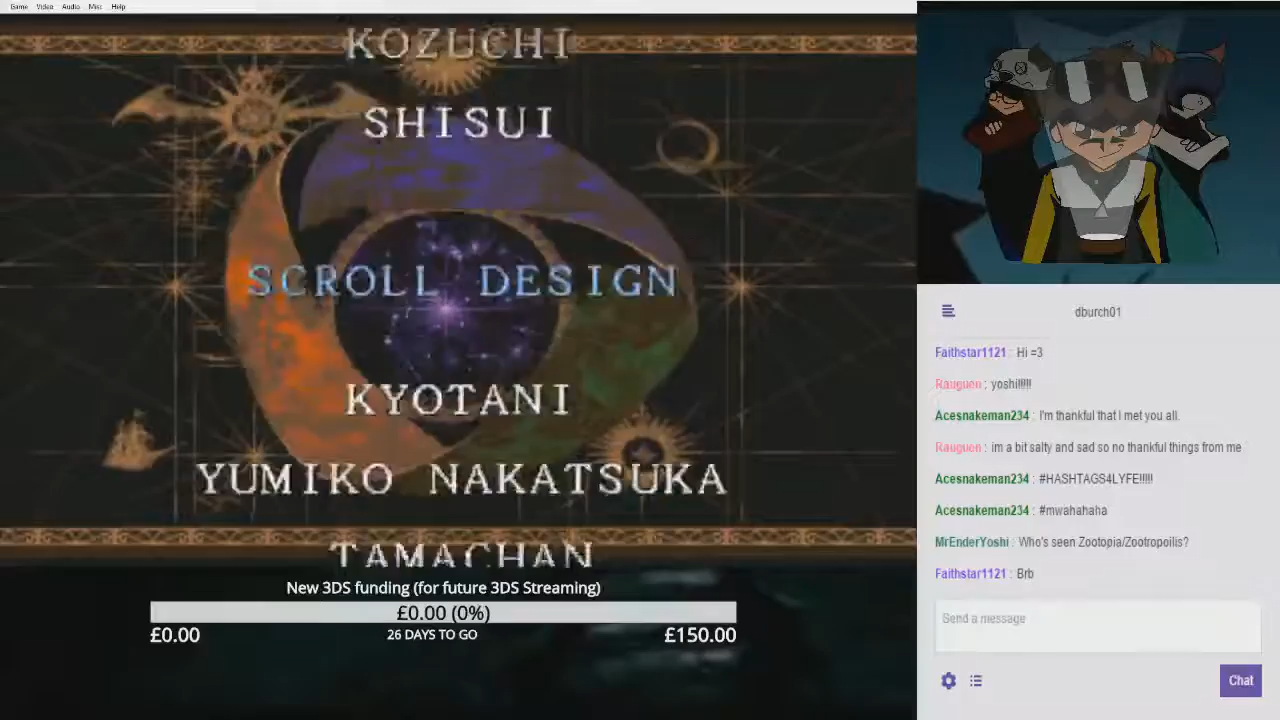 Game Video Audio Misc Help
KOZUCHI
SHISUI
SCROLL DESIGN
KYOTANI
YUMIKO NAKATSUKA
TAMACHAN
New 3DS funding (for future 3DS Streaming)
£0.00 (0%)
£0.00 26 DAYS TO GO £150.00
dburch01
Faithstar1121 : Hi =3
Rauguen : yoshi!!!!!
Acesnakeman234 : I'm thankful that I met you all.
Rauguen : im a bit salty and sad so no thankful things from me
Acesnakeman234 : #HASHTAGS4LYFE!!!!!
Acesnakeman234 : #mwahahaha
MrEnderYoshi : Who's seen Zootopia/Zootropoilis?
Faithstar1121 : Brb
Send a message
Chat